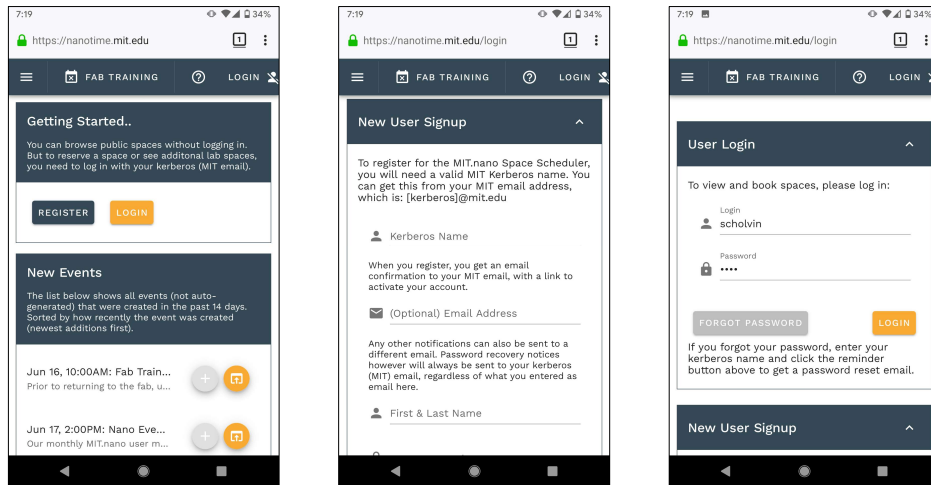 7:19
34%
https://nanotime.mit.edu
1
FAB TRAINING
LOGIN
Getting Started..
You can browse public spaces without logging in.
But to reserve a space or see additonal lab spaces,
you need to log in with your kerberos (MIT email).
REGISTER
LOGIN
New Events
The list below shows all events (not auto-
generated) that were created in the past 14 days.
Sorted by how recently the event was created
(newest additions first).
Jun 16, 10:00AM: Fab Train...
Prior to returning to the fab, u...
Jun 17, 2:00PM: Nano Eve...
Our monthly MIT.nano user m...
7:19
34%
https://nanotime.mit.edu/login
1
FAB TRAINING
LOGIN
New User Signup
To register for the MIT.nano Space Scheduler,
you will need a valid MIT Kerberos name. You
can get this from your MIT email address,
which is: [kerberos]@mit.edu
Kerberos Name
When you register, you get an email
confirmation to your MIT email, with a link to
activate your account.
(Optional) Email Address
Any other notifications can also be sent to a
different email. Password recovery notices
however will always be sent to your kerberos
(MIT) email, regardless of what you entered as
email here.
First & Last Name
7:19
34%
https://nanotime.mit.edu/login
1
FAB TRAINING
LOGIN
User Login
To view and book spaces, please log in:
Login
scholvin
Password
••••
FORGOT PASSWORD
LOGIN
If you forgot your password, enter your
kerberos name and click the reminder
button above to get a password reset email.
New User Signup